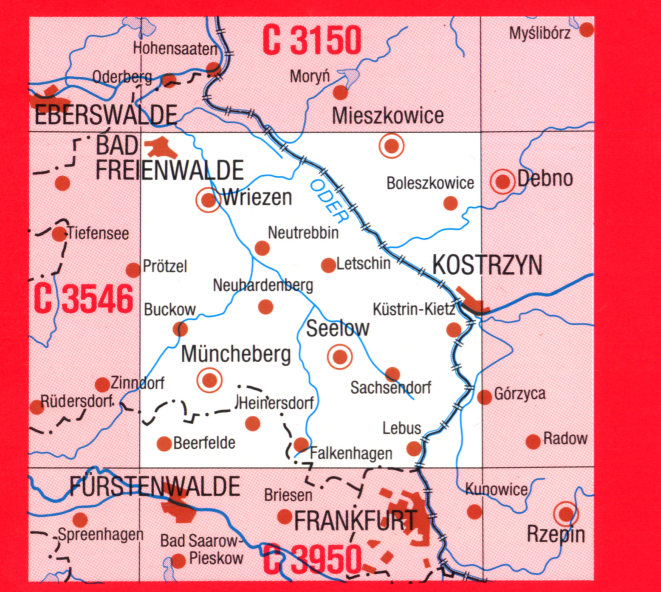 C 3150
Myślibórz
Hohensaaten
Oderberg
Moryń
EBERSWALDE
Mieszkowice
BAD
FREIENWALDE
Boleszkowice
Debno
Wriezen
ODER
Tiefensee
Neutrebbin
Prötzel
Letschin
KOSTRZYN
C 3546
Neuhardenberg
Buckow
Küstrin-Kietz
Seelow
Müncheberg
Zinndorf
Sachsendorf
Rüdersdorf
Heinersdorf
Górzyca
Lebus
Beerfelde
Falkenhagen
Radow
FÜRSTENWALDE
Briesen
Kunowice
FRANKFURT
Spreenhagen
Rzepin
Bad Saarow-
Pieskow
C 3950